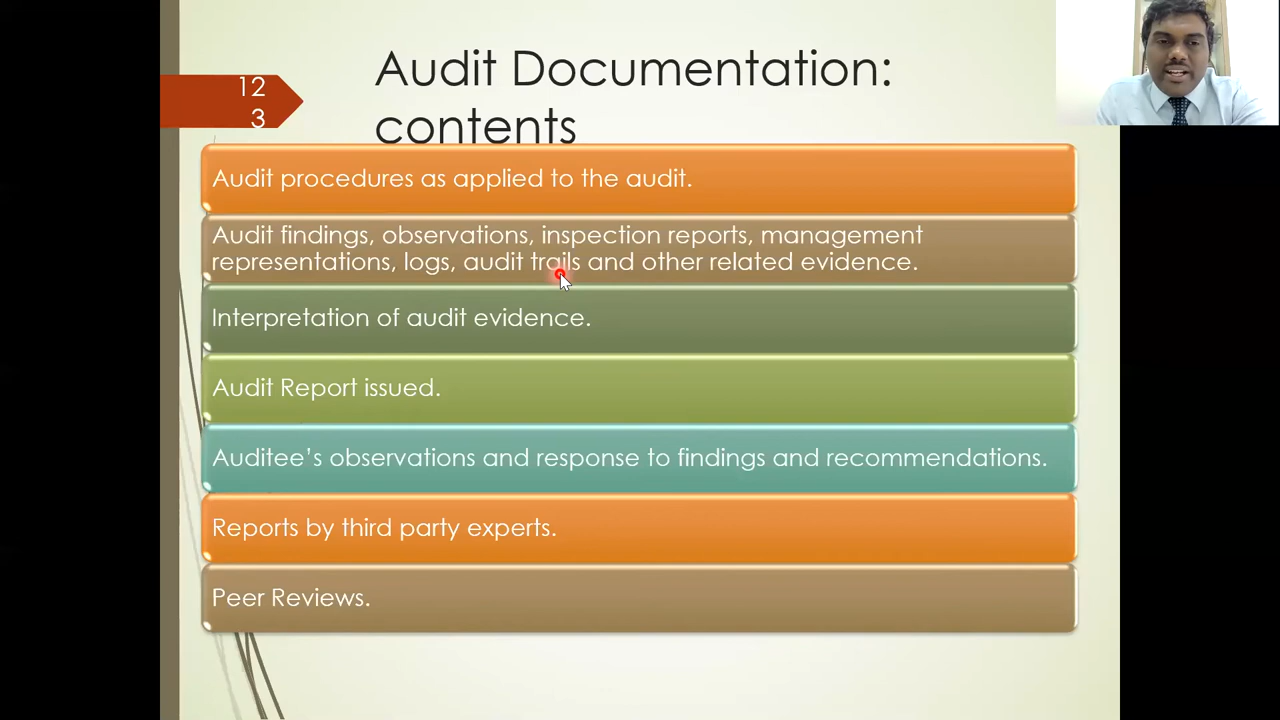 12
3
Audit Documentation:
contents
Audit procedures as applied to the audit.
Audit findings, observations, inspection reports, management
representations, logs, audit trails and other related evidence.
Interpretation of audit evidence.
Audit Report issued.
Auditee’s observations and response to findings and recommendations.
Reports by third party experts.
Peer Reviews.